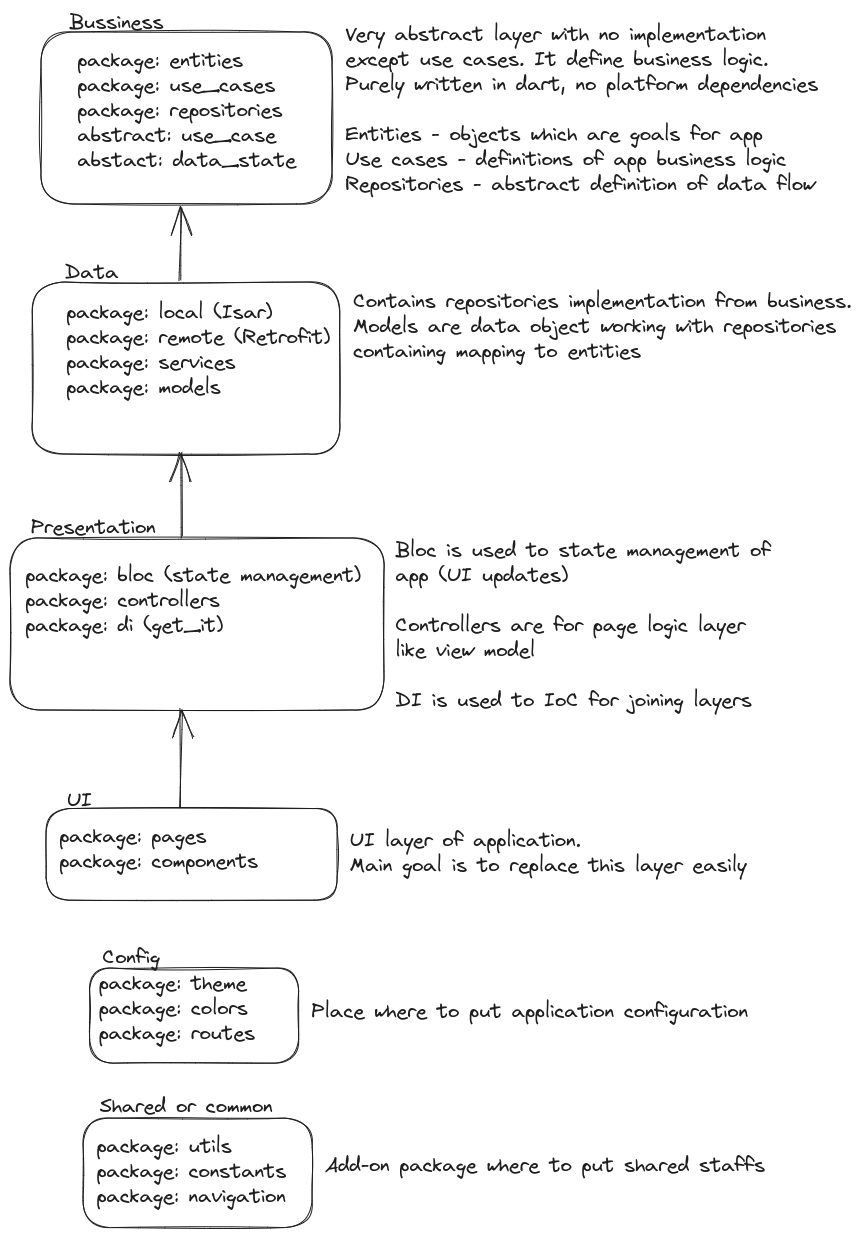 Bussiness
package: entities
package: use_cases
package: repositories
abstract: use_case
abstact: data_state
Very abstract layer with no implementation
except use cases. It define business logic.
Purely written in dart, no platform dependencies
Entities - objects which are goals for app
Use cases - definitions of app business logic
Repositories - abstract definition of data flow
Data
package: local (Isar)
package: remote (Retrofit)
package: services
package: models
Contains repositories implementation from business.
Models are data object working with repositories
containing mapping to entities
Presentation
package: bloc (state management)
package: controllers
package: di (get_it)
Bloc is used to state management of
app (UI updates)
Controllers are for page logic layer
like view model
DI is used to IoC for joining layers
UI
package: pages
package: components
UI layer of application.
Main goal is to replace this layer easily
Config
package: theme
package: colors
package: routes
Place where to put application configuration
Shared or common
package: utils
package: constants
package: navigation
Add-on package where to put shared staffs